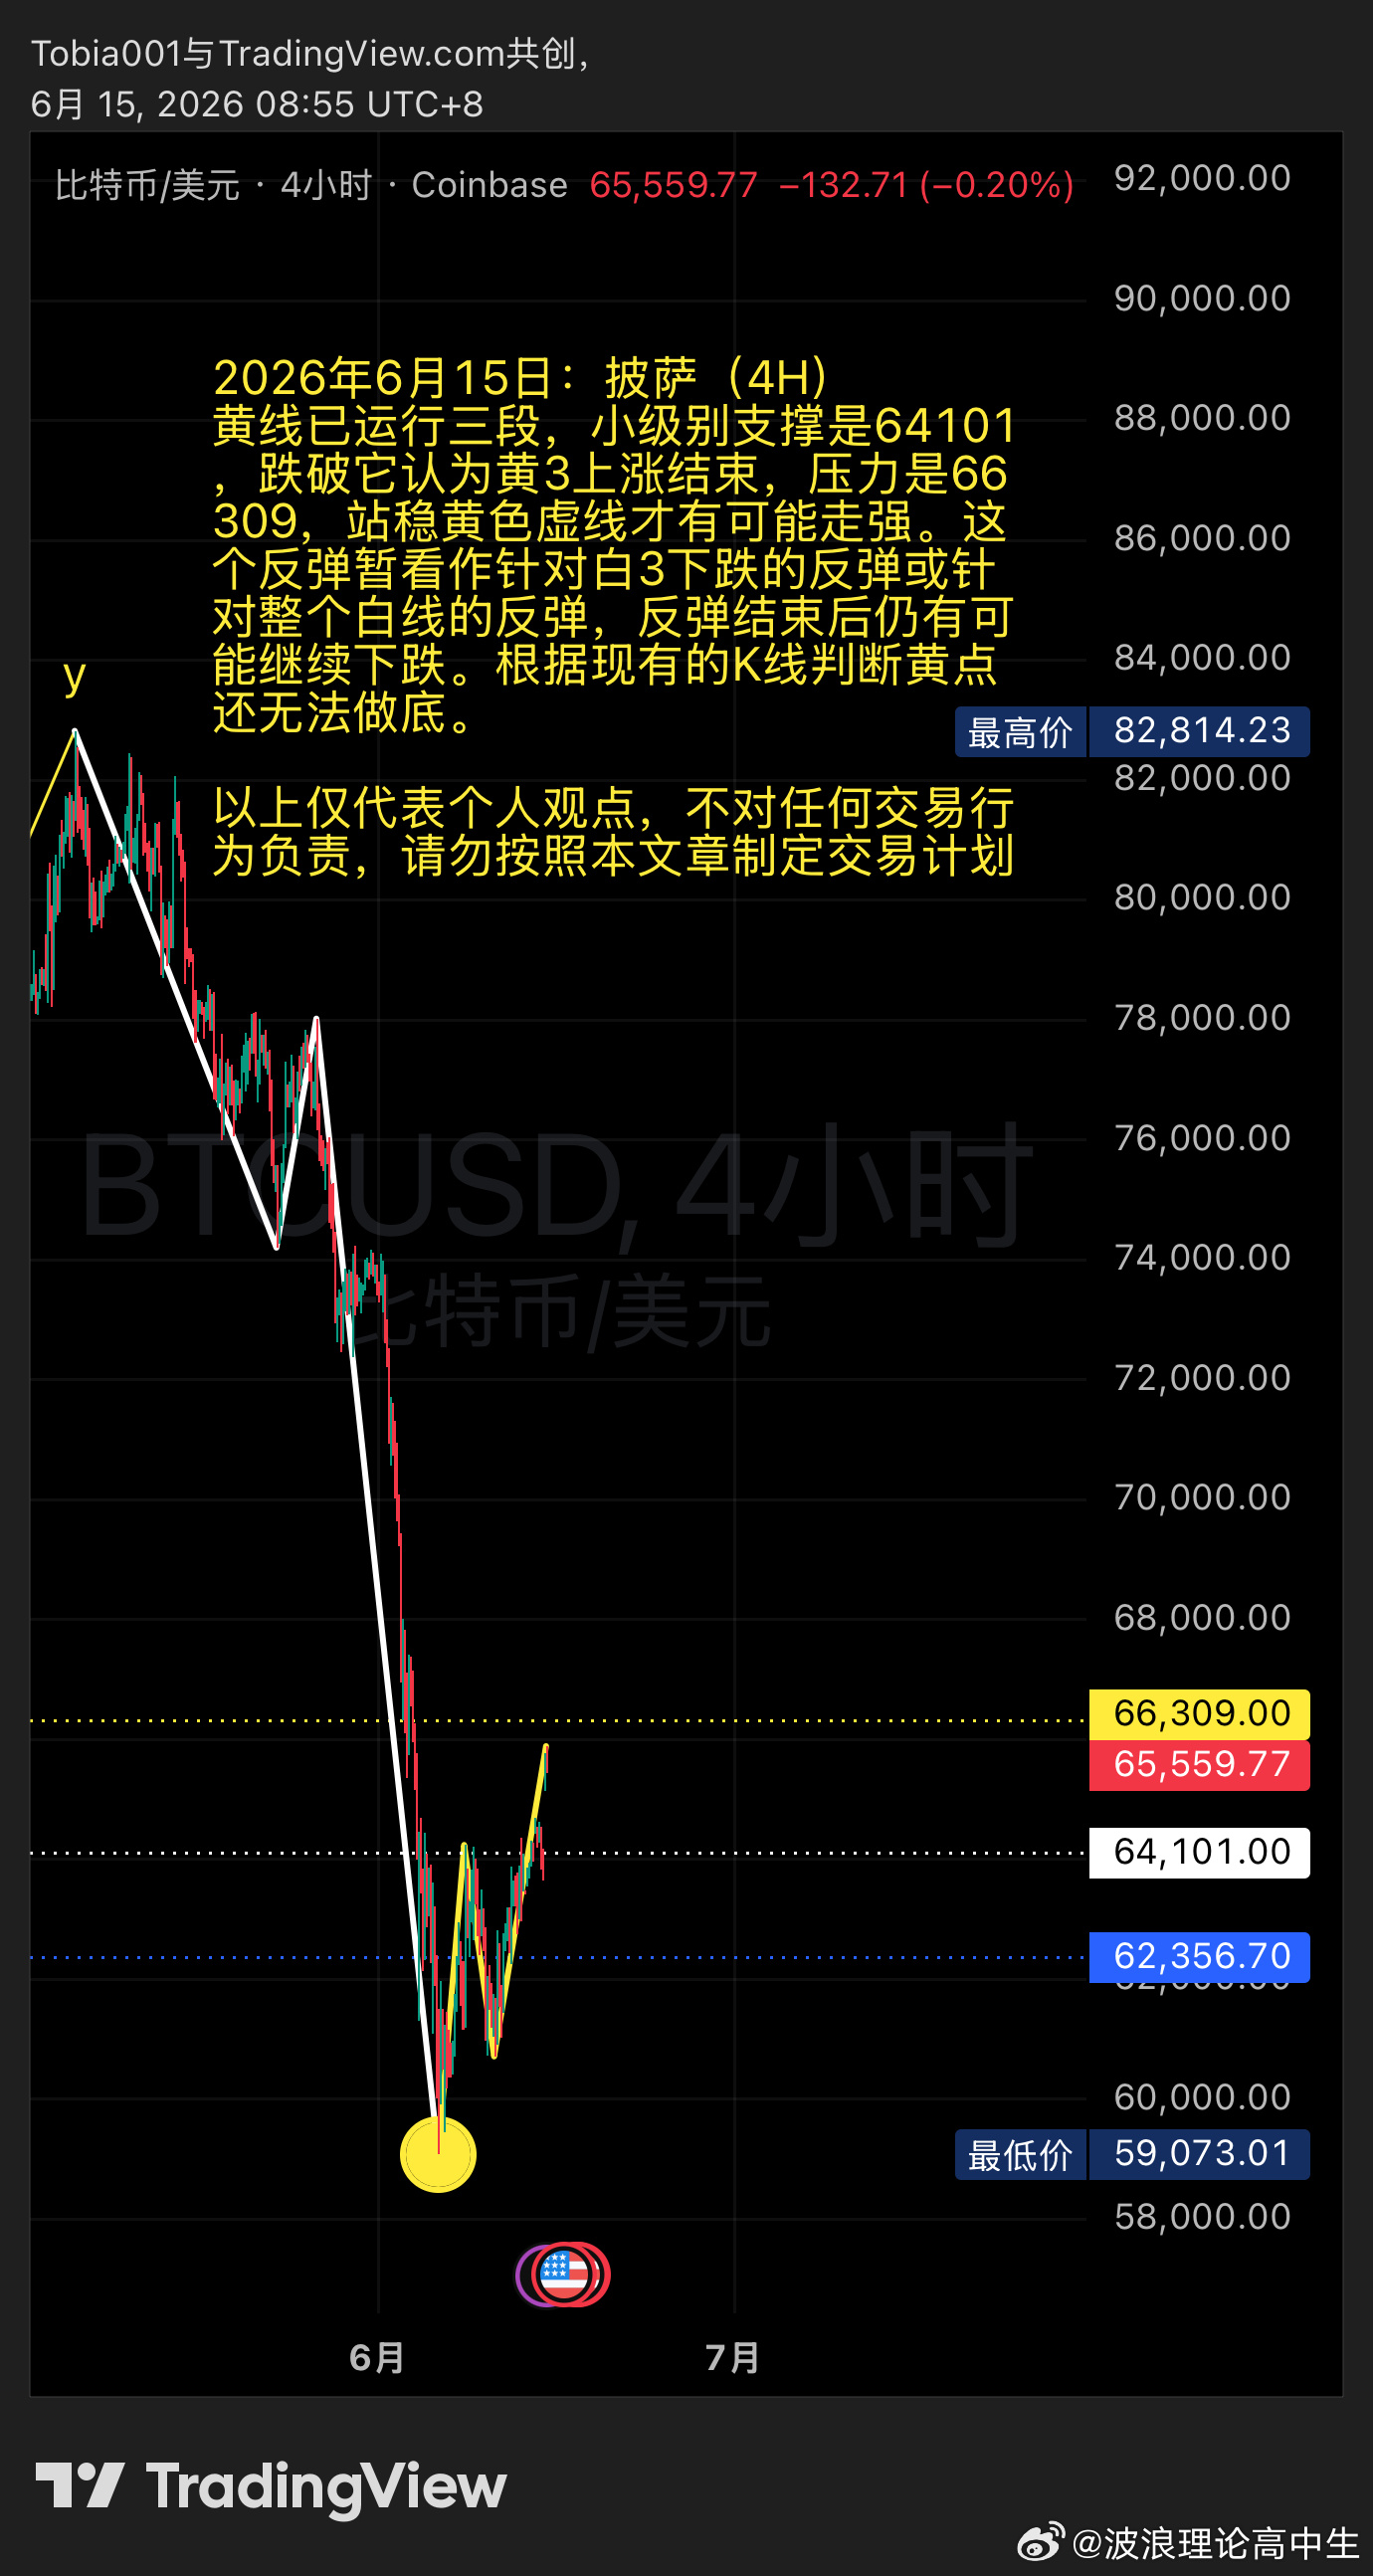 Tobia001与TradingView.com共创,
6月 15, 2026 08:55 UTC+8
比特币/美元 · 4小时 · Coinbase 65,559.77 −132.71 (−0.20%)
92,000.00
90,000.00
2026年6月15日：披萨（4H）
黄线已运行三段，小级别支撑是64101
，跌破它认为黄3上涨结束，压力是66
309，站稳黄色虚线才有可能走强。这
个反弹暂看作针对白3下跌的反弹或针
对整个白线的反弹，反弹结束后仍有可
能继续下跌。根据现有的K线判断黄点
还无法做底。
以上仅代表个人观点，不对任何交易行
为负责，请勿按照本文章制定交易计划
88,000.00
86,000.00
84,000.00
y
最高价 82,814.23
82,000.00
80,000.00
78,000.00
76,000.00
BTCUSD, 4小时
比特币/美元
74,000.00
72,000.00
70,000.00
68,000.00
66,309.00
65,559.77
64,101.00
62,356.70
62,000.00
60,000.00
最低价 59,073.01
58,000.00
6月 7月
TradingView
@波浪理论高中生